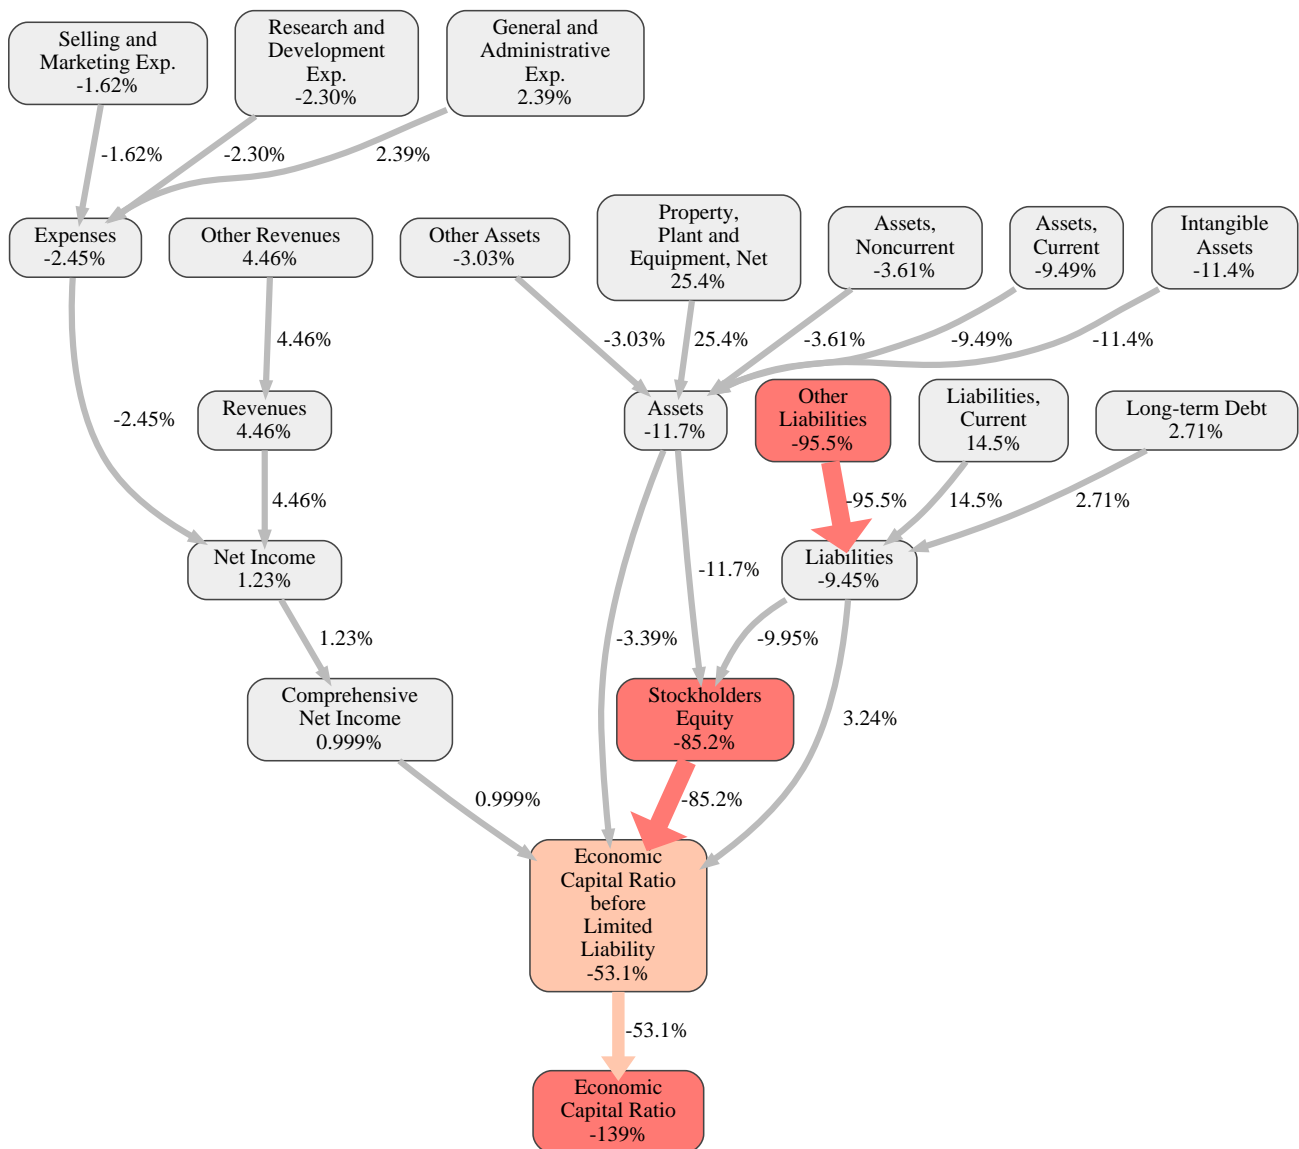 Selling and
Marketing Exp.
-1.62%
Research and
Development
Exp.
-2.30%
General and
Administrative
Exp.
2.39%
-1.62%
-2.30%
2.39%
Expenses
-2.45%
Other Revenues
4.46%
Other Assets
-3.03%
Property,
Plant and
Equipment, Net
25.4%
Assets,
Noncurrent
-3.61%
Assets,
Current
-9.49%
Intangible
Assets
-11.4%
4.46%
-3.03%
25.4%
-3.61%
-9.49%
-11.4%
-2.45%
Revenues
4.46%
Assets
-11.7%
Other
Liabilities
-95.5%
Liabilities,
Current
14.5%
Long-term Debt
2.71%
4.46%
-95.5%
14.5%
2.71%
Net Income
1.23%
-11.7%
Liabilities
-9.45%
1.23%
-3.39%
-9.95%
Comprehensive
Net Income
0.999%
Stockholders
Equity
-85.2%
3.24%
0.999%
-85.2%
Economic
Capital Ratio
before
Limited
Liability
-53.1%
-53.1%
Economic
Capital Ratio
-139%